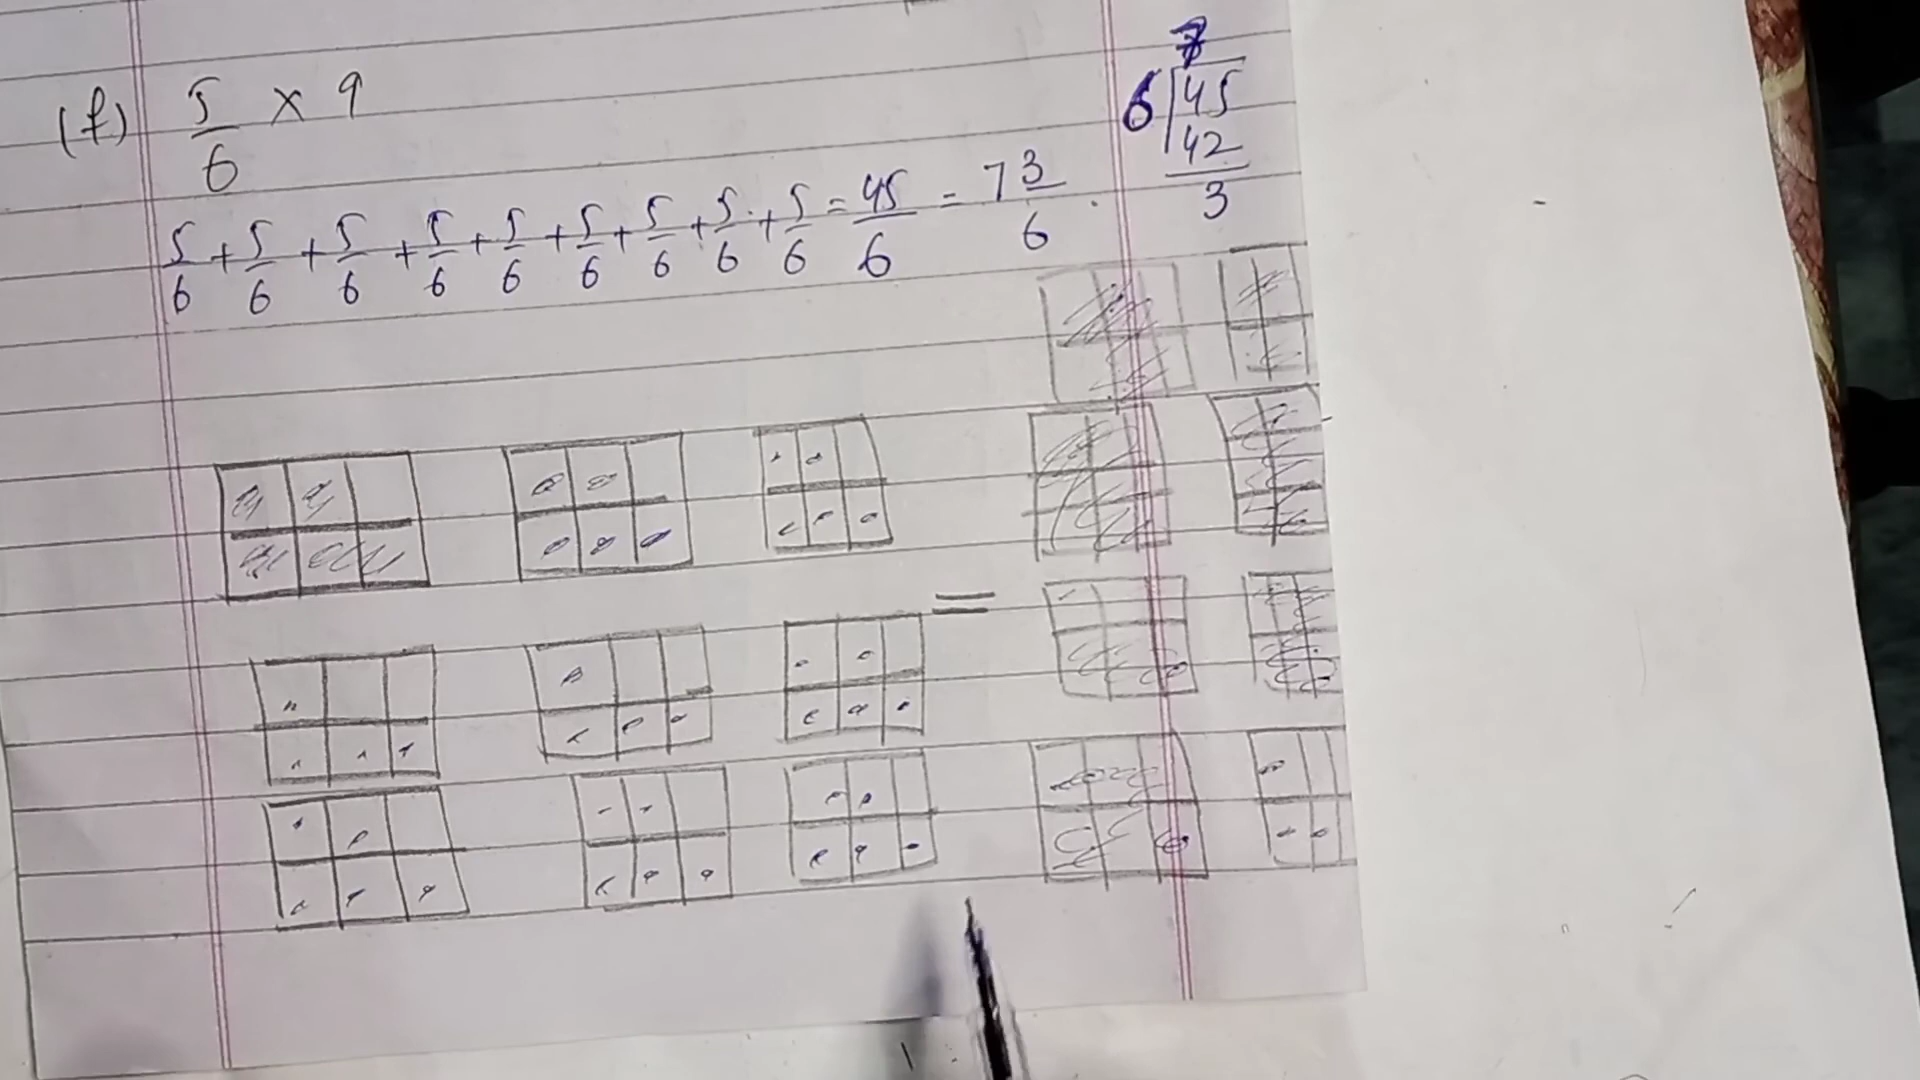 (f) 5/6 × 9
5/6 + 5/6 + 5/6 + 5/6 + 5/6 + 5/6 + 5/6 + 5/6 + 5/6 = 45/6 = 7 3/6
7
6 45
42
3
=